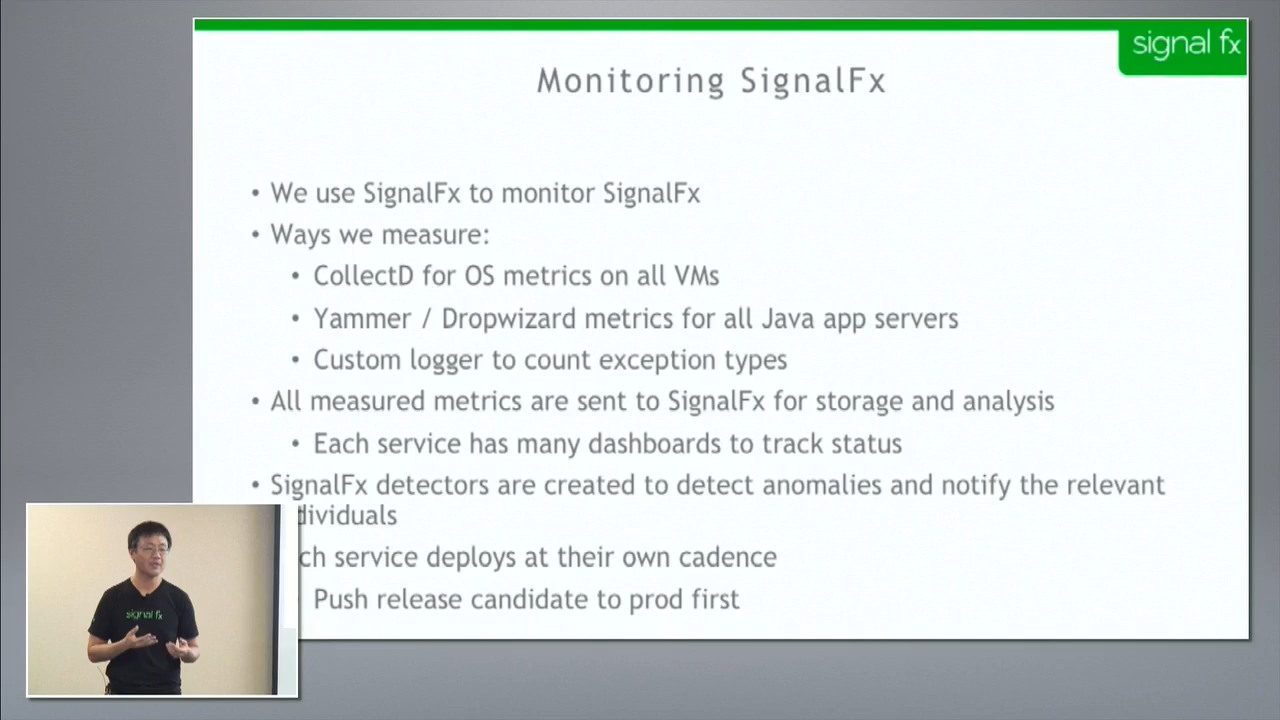 signal fx
Monitoring SignalFx
• We use SignalFx to monitor SignalFx
• Ways we measure:
• CollectD for OS metrics on all VMs
• Yammer / Dropwizard metrics for all Java app servers
• Custom logger to count exception types
• All measured metrics are sent to SignalFx for storage and analysis
• Each service has many dashboards to track status
• SignalFx detectors are created to detect anomalies and notify the relevant
dividuals
ch service deploys at their own cadence
Push release candidate to prod first
signal fx